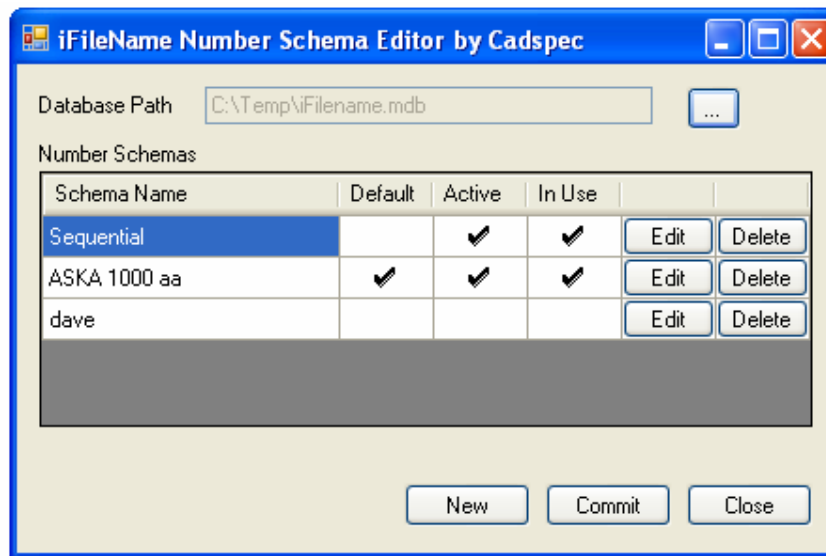 iFileName Number Schema Editor by Cadspec
Database Path C:\Temp\iFilename.mdb ...
Number Schemas
Schema Name Default Active In Use
Sequential Edit Delete
ASKA 1000 aa Edit Delete
dave Edit Delete
New Commit Close